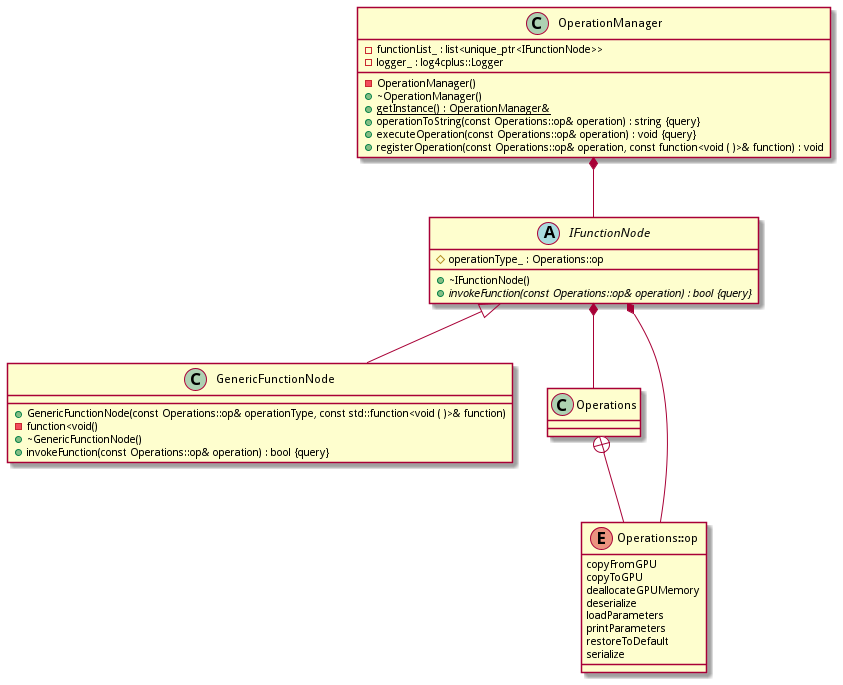 C OperationManager
functionList_ : list<unique_ptr<IFunctionNode>>
logger_ : log4cplus::Logger
OperationManager()
~OperationManager()
getInstance() : OperationManager&
operationToString(const Operations::op& operation) : string {query}
executeOperation(const Operations::op& operation) : void {query}
registerOperation(const Operations::op& operation, const function<void ( )>& function) : void
A IFunctionNode
operationType_ : Operations::op
~IFunctionNode()
invokeFunction(const Operations::op& operation) : bool {query}
C GenericFunctionNode
GenericFunctionNode(const Operations::op& operationType, const std::function<void ( )>& function)
function<void()
~GenericFunctionNode()
invokeFunction(const Operations::op& operation) : bool {query}
C Operations
E Operations::op
copyFromGPU
copyToGPU
deallocateGPUMemory
deserialize
loadParameters
printParameters
restoreToDefault
serialize